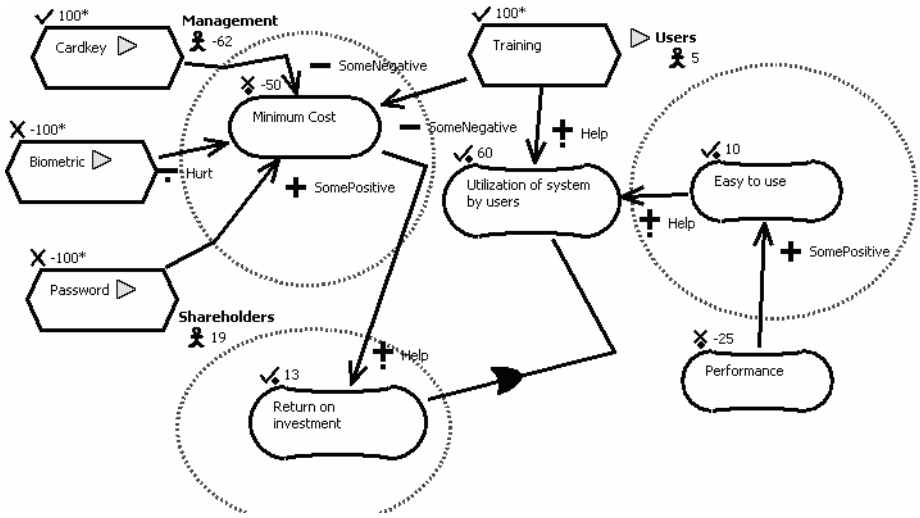 100*
Management
-62
Cardkey
100*
Training
Users
5
SomeNegative
-50
Minimum Cost
SomeNegative
-100*
Biometric
Hurt
Help
60
10
SomePositive
Utilization of system
by users
Easy to use
Help
-100*
Password
SomePositive
Shareholders
19
-25
Help
Performance
13
Return on
investment